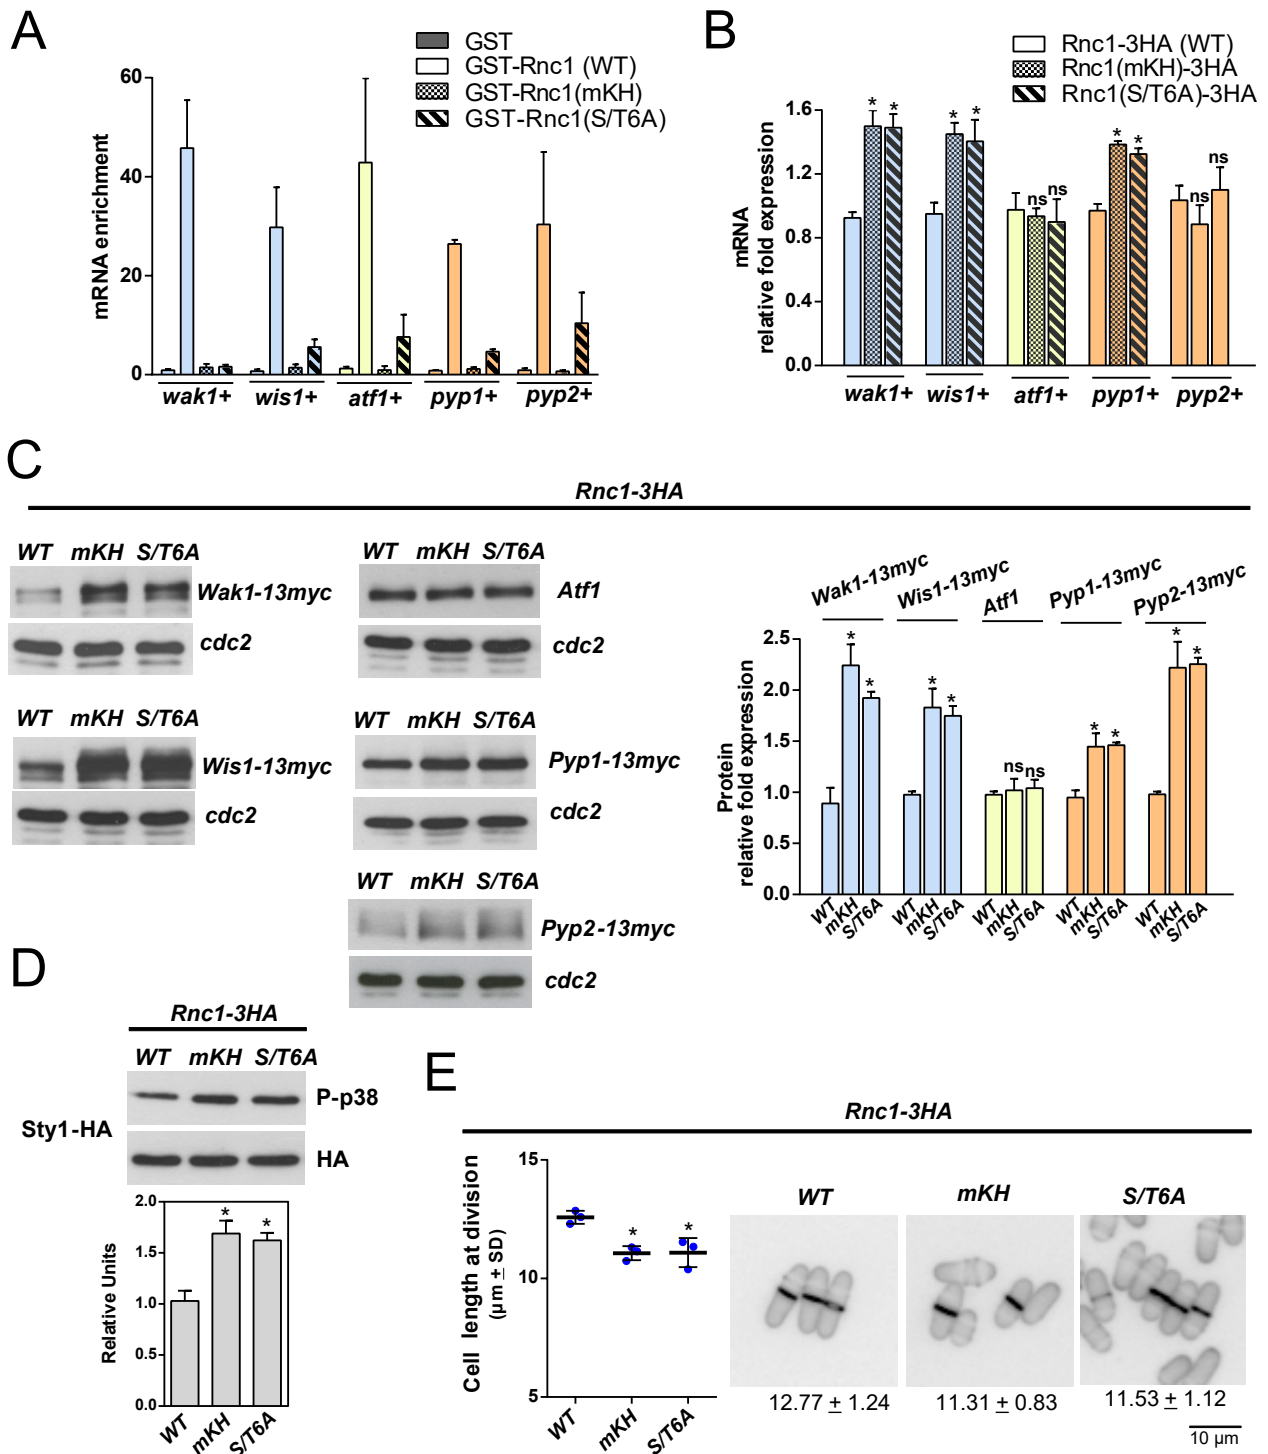 A
GST
GST-Rnc1 (WT)
GST-Rnc1(mKH)
GST-Rnc1(S/T6A)
mRNA enrichment
60
40
20
0
wak1+ wis1+ atf1+ pyp1+ pyp2+
B
Rnc1-3HA (WT)
Rnc1(mKH)-3HA
Rnc1(S/T6A)-3HA
mRNA
relative fold expression
1.6
1.2
0.8
0.4
0.0
* * * * ns ns * * ns ns
wak1+ wis1+ atf1+ pyp1+ pyp2+
C
Rnc1-3HA
WT mKH S/T6A
Wak1-13myc
cdc2
WT mKH S/T6A
Wis1-13myc
cdc2
WT mKH S/T6A
Atf1
cdc2
WT mKH S/T6A
Pyp1-13myc
cdc2
WT mKH S/T6A
Pyp2-13myc
cdc2
Wak1-13myc Wis1-13myc Atf1 Pyp1-13myc Pyp2-13myc
Protein
relative fold expression
2.5
2.0
1.5
1.0
0.5
0.0
* * * * ns ns * * * *
WT mKH S/T6A WT mKH S/T6A WT mKH S/T6A WT mKH S/T6A WT mKH S/T6A
D
Rnc1-3HA
WT mKH S/T6A
Sty1-HA
P-p38
HA
Relative Units
2.0
1.5
1.0
0.5
0.0
* *
WT mKH S/T6A
E
Rnc1-3HA
Cell length at division
(µm ± SD)
15
10
5
* *
WT mKH S/T6A
WT mKH S/T6A
12.77 ± 1.24 11.31 ± 0.83 11.53 ± 1.12
10 µm